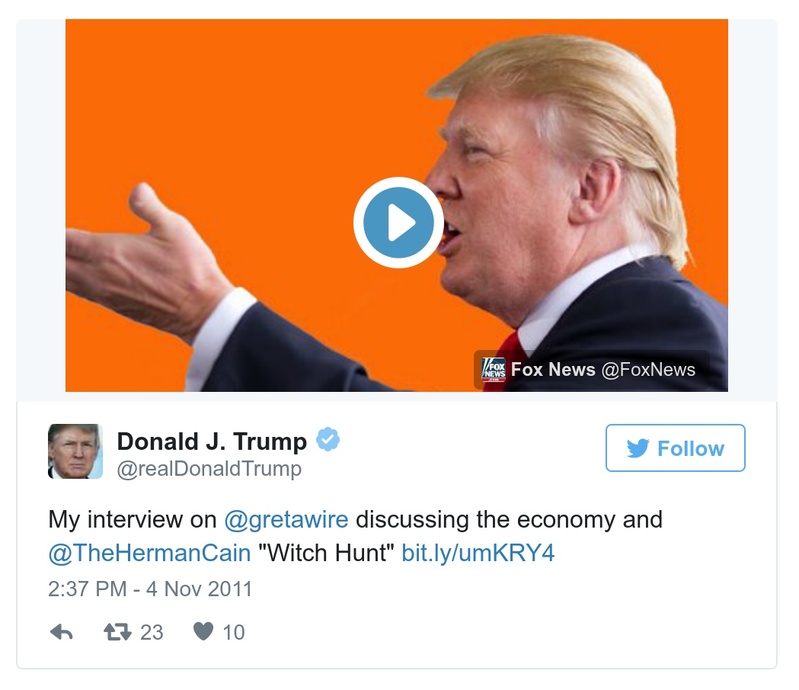 FOX
NEWS
Fox News @FoxNews
Donald J. Trump
@realDonaldTrump
Follow
My interview on @gretawire discussing the economy and
@TheHermanCain "Witch Hunt" bit.ly/umKRY4
2:37 PM - 4 Nov 2011
23
10